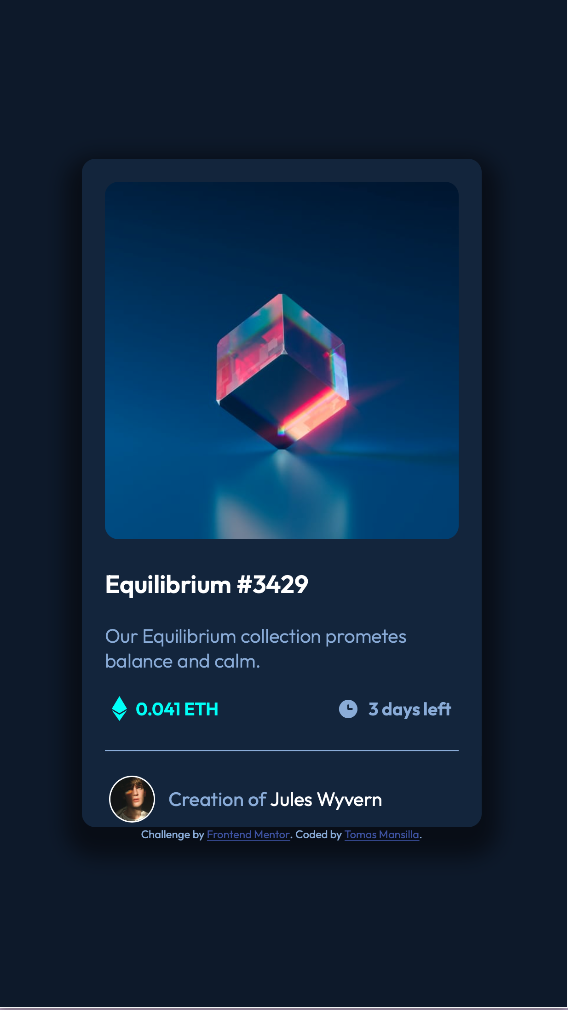 Equilibrium #3429
Our Equilibrium collection prometes
balance and calm.
0.041 ETH
3 days left
Creation of Jules Wyvern
Challenge by Frontend Mentor. Coded by Tomas Mansilla.